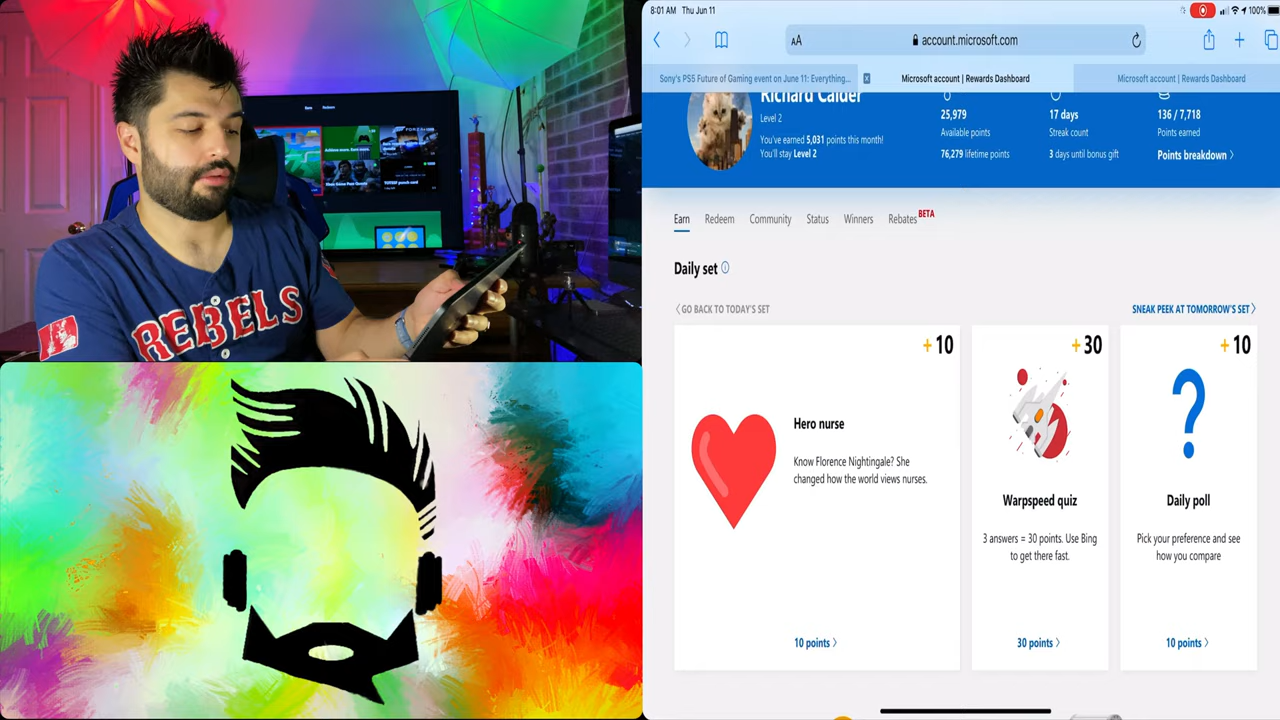 REBELS
8:01 AM Thu Jun 11
100%
AA
account.microsoft.com
Sony's PS5 Future of Gaming event on June 11: Everything...
Microsoft account | Rewards Dashboard
Microsoft account | Rewards Dashboard
Richard Calder
Level 2
You've earned 5,031 points this month!
You'll stay Level 2
25,979
Available points
76,279 lifetime points
17 days
Streak count
3 days until bonus gift
136 / 7,718
Points earned
Points breakdown
Earn
Redeem
Community
Status
Winners
Rebates BETA
Daily set
GO BACK TO TODAY'S SET
SNEAK PEEK AT TOMORROW'S SET
+10
Hero nurse
Know Florence Nightingale? She
changed how the world views nurses.
10 points
+30
Warpspeed quiz
3 answers = 30 points. Use Bing
to get there fast.
30 points
+10
?
Daily poll
Pick your preference and see
how you compare
10 points